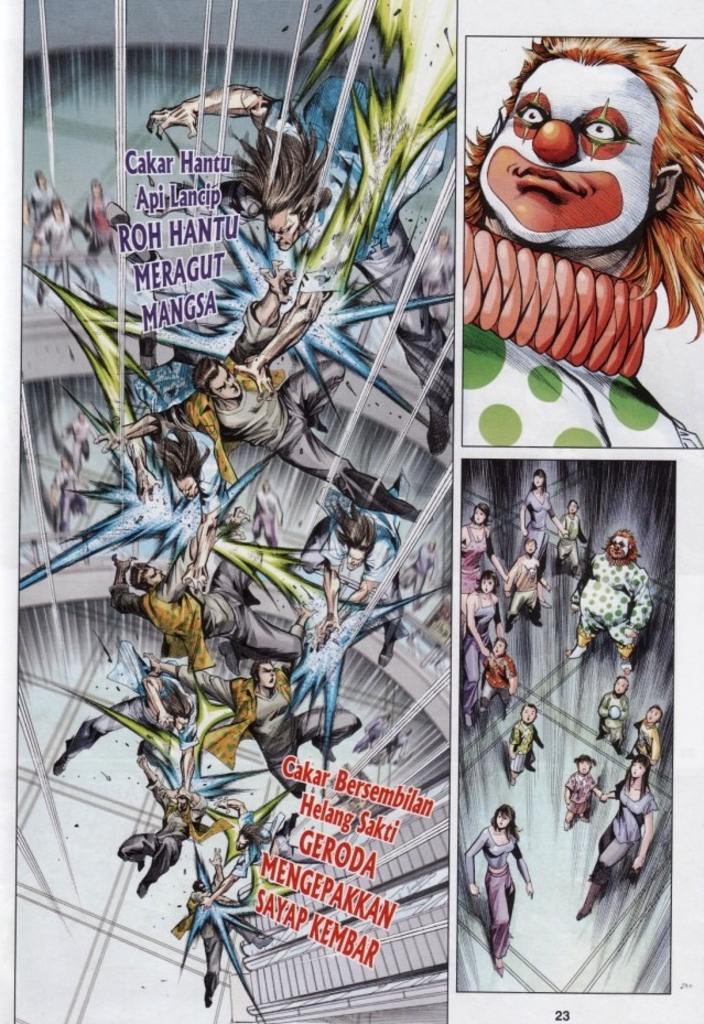 Cakar Hantu
Api Lancip
ROH HANTU
MERAGUT
MANGSA
Cakar Bersembilan
Helang Sakti
GERODA
MENGEPAKKAN
SAYAP KEMBAR
23